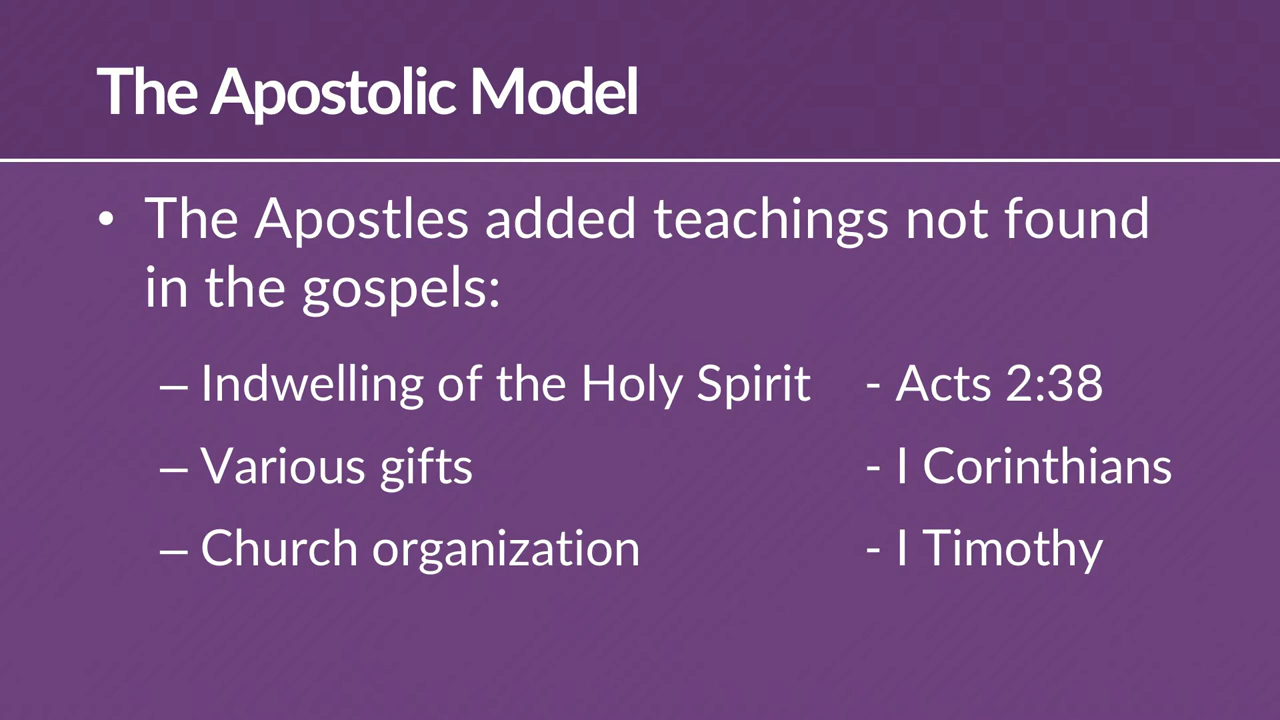 The Apostolic Model
• The Apostles added teachings not found
in the gospels:
– Indwelling of the Holy Spirit - Acts 2:38
– Various gifts - I Corinthians
– Church organization - I Timothy